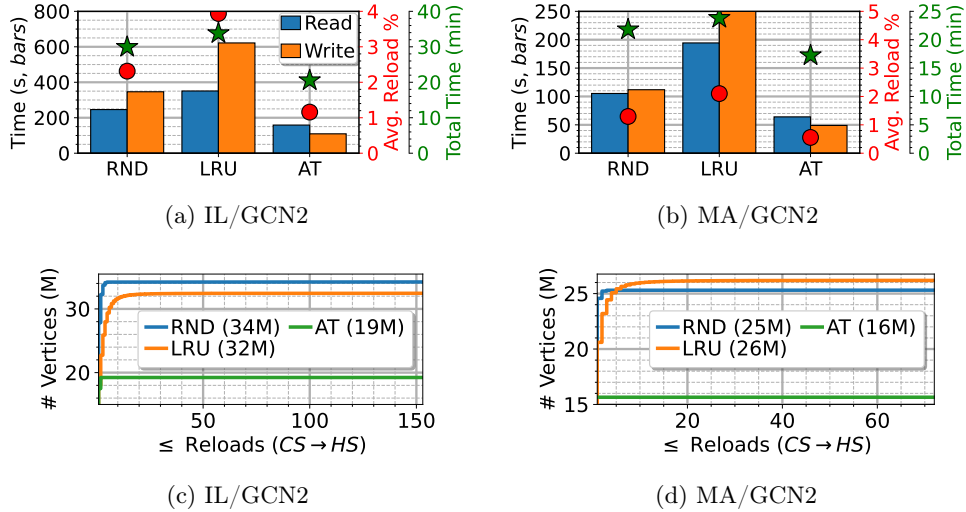 800
600
400
200
0
Time (s, bars)
RND
LRU
AT
Read
Write
4
3
2
1
0
Avg. Reload %
40
30
20
10
0
Total Time (min)
(a) IL/GCN2
250
200
150
100
50
0
Time (s, bars)
RND
LRU
AT
5
4
3
2
1
0
Avg. Reload %
25
20
15
10
5
0
Total Time (min)
(b) MA/GCN2
# Vertices (M)
30
20
RND (34M)
LRU (32M)
AT (19M)
50
100
150
≤ Reloads (CS→HS)
(c) IL/GCN2
# Vertices (M)
25
20
15
RND (25M)
LRU (26M)
AT (16M)
20
40
60
≤ Reloads (CS→HS)
(d) MA/GCN2